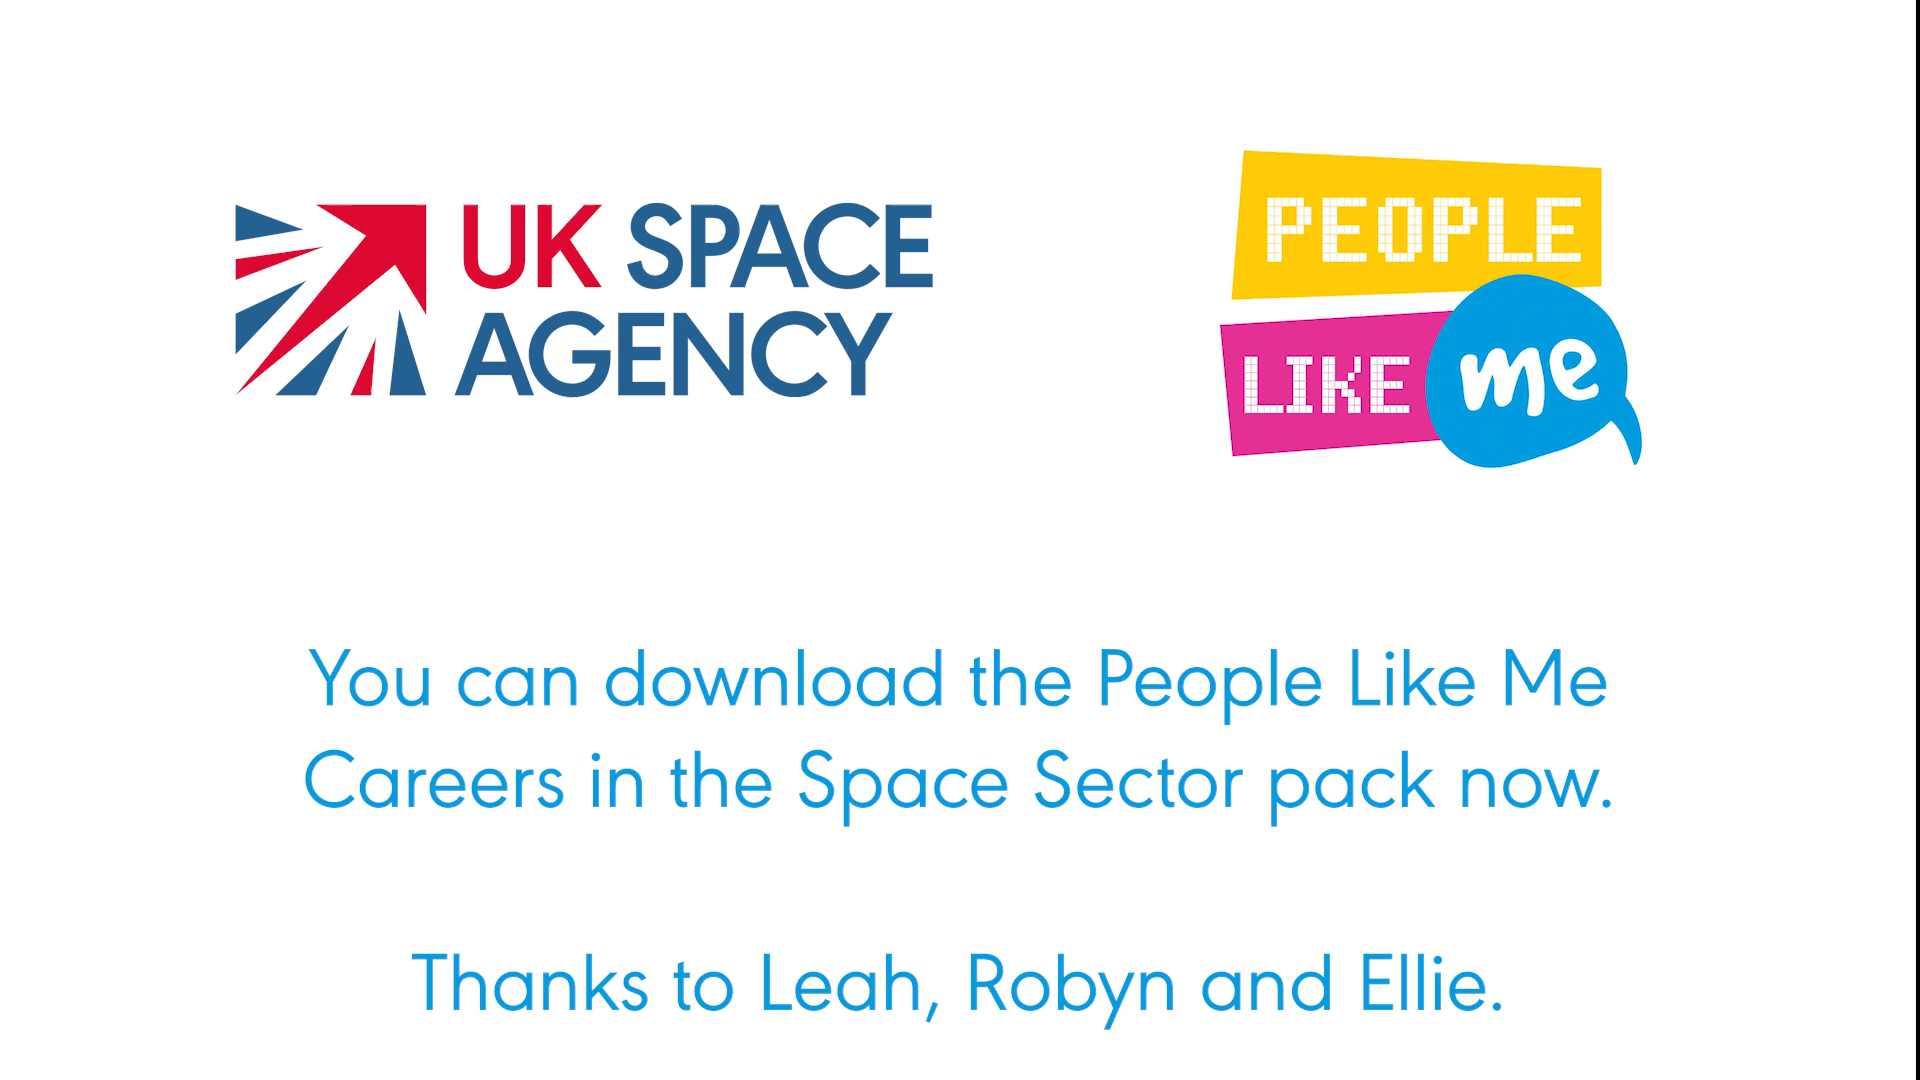 UK SPACE
AGENCY
PEOPLE
LIKE me
You can download the People Like Me
Careers in the Space Sector pack now.
Thanks to Leah, Robyn and Ellie.